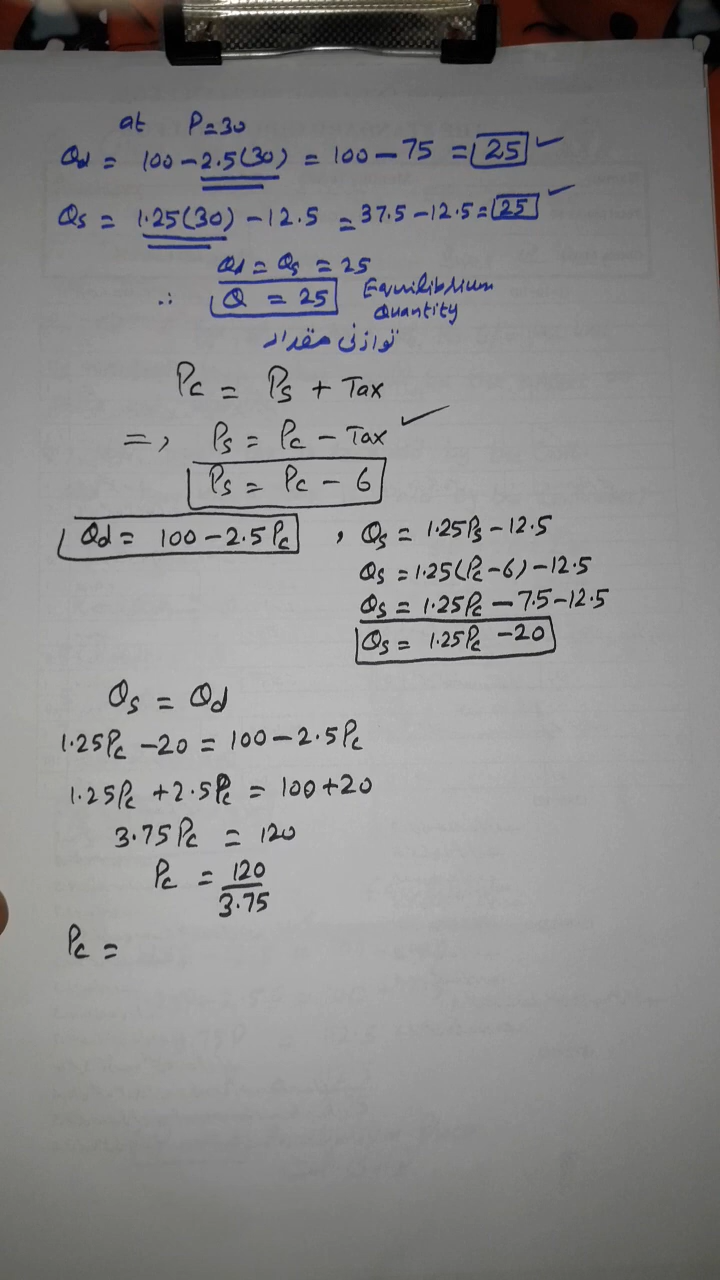 at P=30
Qd = 100-2.5(30) = 100-75 = 25 ✓
Qs = 1.25(30)-12.5 = 37.5-12.5=25 ✓
Qd = Qs = 25
∴ Q = 25 Equilibrium
Quantity
توازنی مقدار
Pc = Ps + Tax
=> Ps = Pc - Tax ✓
Ps = Pc - 6
Qd = 100-2.5Pc , Qs = 1.25Ps-12.5
Qs = 1.25(Pc-6)-12.5
Qs = 1.25Pc-7.5-12.5
Qs = 1.25Pc-20
Qs = Qd
1.25Pc -20 = 100-2.5Pc
1.25Pc +2.5Pc = 100+20
3.75Pc = 120
Pc = 120/3.75
Pc =